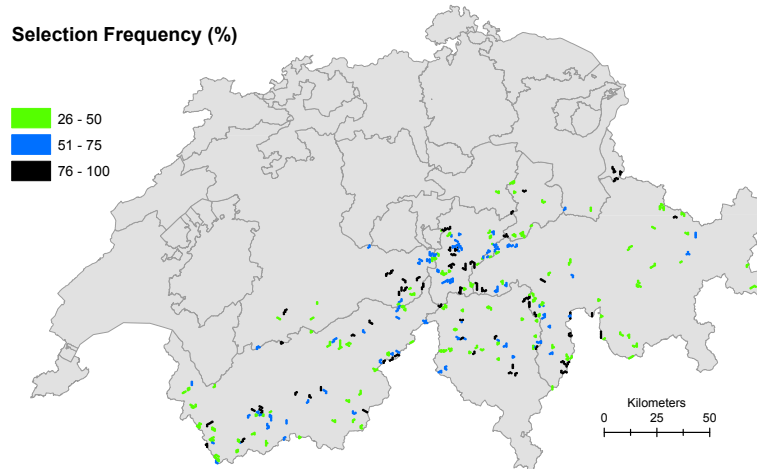 Selection Frequency (%)
26 - 50
51 - 75
76 - 100
Kilometers
0 25 50